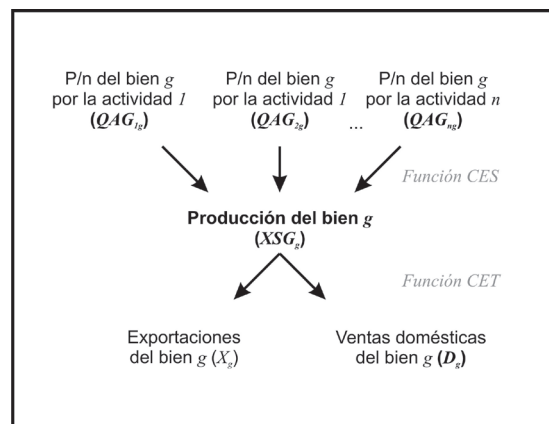 P/n del bien g
por la actividad 1
(QAG1g)
P/n del bien g
por la actividad 1
(QAG2g)
...
P/n del bien g
por la actividad n
(QAGng)
Función CES
Producción del bien g
(XSGg)
Función CET
Exportaciones
del bien g (Xg)
Ventas domésticas
del bien g (Dg)